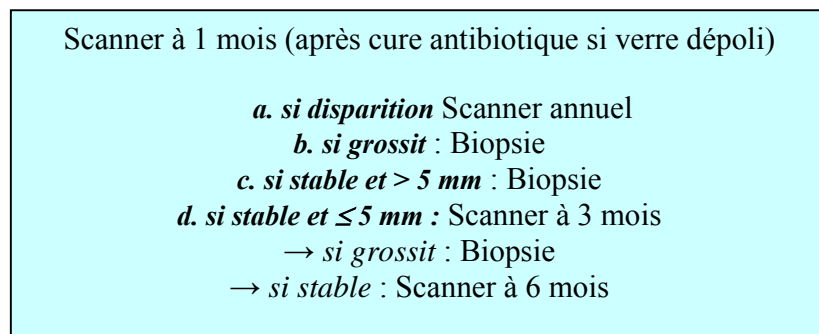 Scanner à 1 mois (après cure antibiotique si verre dépoli)
a. si disparition Scanner annuel
b. si grossit : Biopsie
c. si stable et > 5 mm : Biopsie
d. si stable et ≤ 5 mm : Scanner à 3 mois
→ si grossit : Biopsie
→ si stable : Scanner à 6 mois